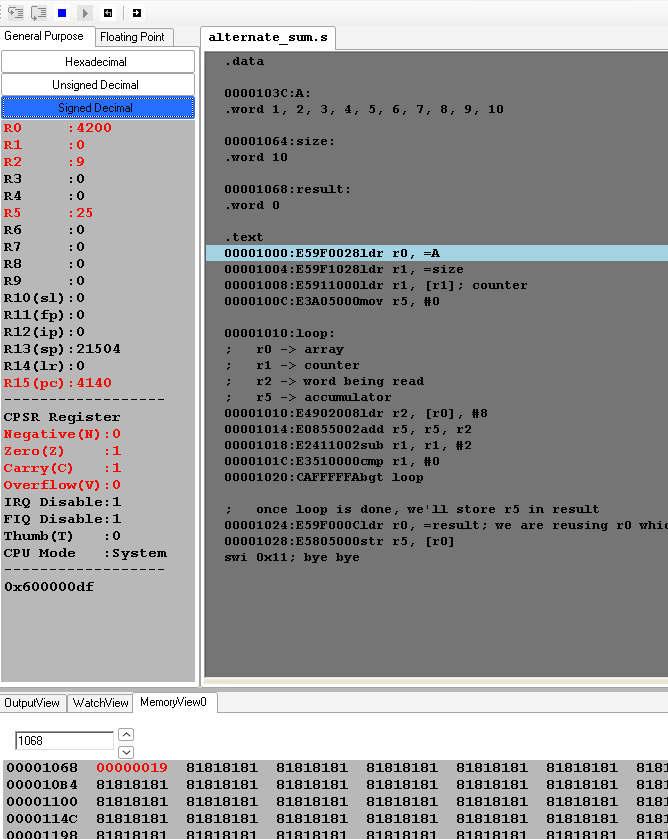 General Purpose
Floating Point
Hexadecimal
Unsigned Decimal
Signed Decimal
R0 :4200
R1 :0
R2 :9
R3 :0
R4 :0
R5 :25
R6 :0
R7 :0
R8 :0
R9 :0
R10(sl):0
R11(fp):0
R12(ip):0
R13(sp):21504
R14(lr):0
R15(pc):4140
------------------
CPSR Register
Negative(N):0
Zero(Z) :1
Carry(C) :1
Overflow(V):0
IRQ Disable:1
FIQ Disable:1
Thumb(T) :0
CPU Mode :System
------------------
0x600000df
alternate_sum.s
.data
0000103C:A:
.word 1, 2, 3, 4, 5, 6, 7, 8, 9, 10
00001064:size:
.word 10
00001068:result:
.word 0
.text
00001000:E59F0028ldr r0, =A
00001004:E59F1028ldr r1, =size
00001008:E5911000ldr r1, [r1]; counter
0000100C:E3A05000mov r5, #0
00001010:loop:
; r0 -> array
; r1 -> counter
; r2 -> word being read
; r5 -> accumulator
00001010:E4902008ldr r2, [r0], #8
00001014:E0855002add r5, r5, r2
00001018:E2411002sub r1, r1, #2
0000101C:E3510000cmp r1, #0
00001020:CAFFFFFAbgt loop
; once loop is done, we'll store r5 in result
00001024:E59F000Cldr r0, =result; we are reusing r0 whic
00001028:E5805000str r5, [r0]
swi 0x11; bye bye
OutputView
WatchView
MemoryView0
1068
00001068 00000019 81818181 81818181 81818181 81818181 81818181 8181
000010B4 81818181 81818181 81818181 81818181 81818181 81818181 8181
00001100 81818181 81818181 81818181 81818181 81818181 81818181 8181
0000114C 81818181 81818181 81818181 81818181 81818181 81818181 8181
00001198 81818181 81818181 81818181 81818181 81818181 81818181 8181